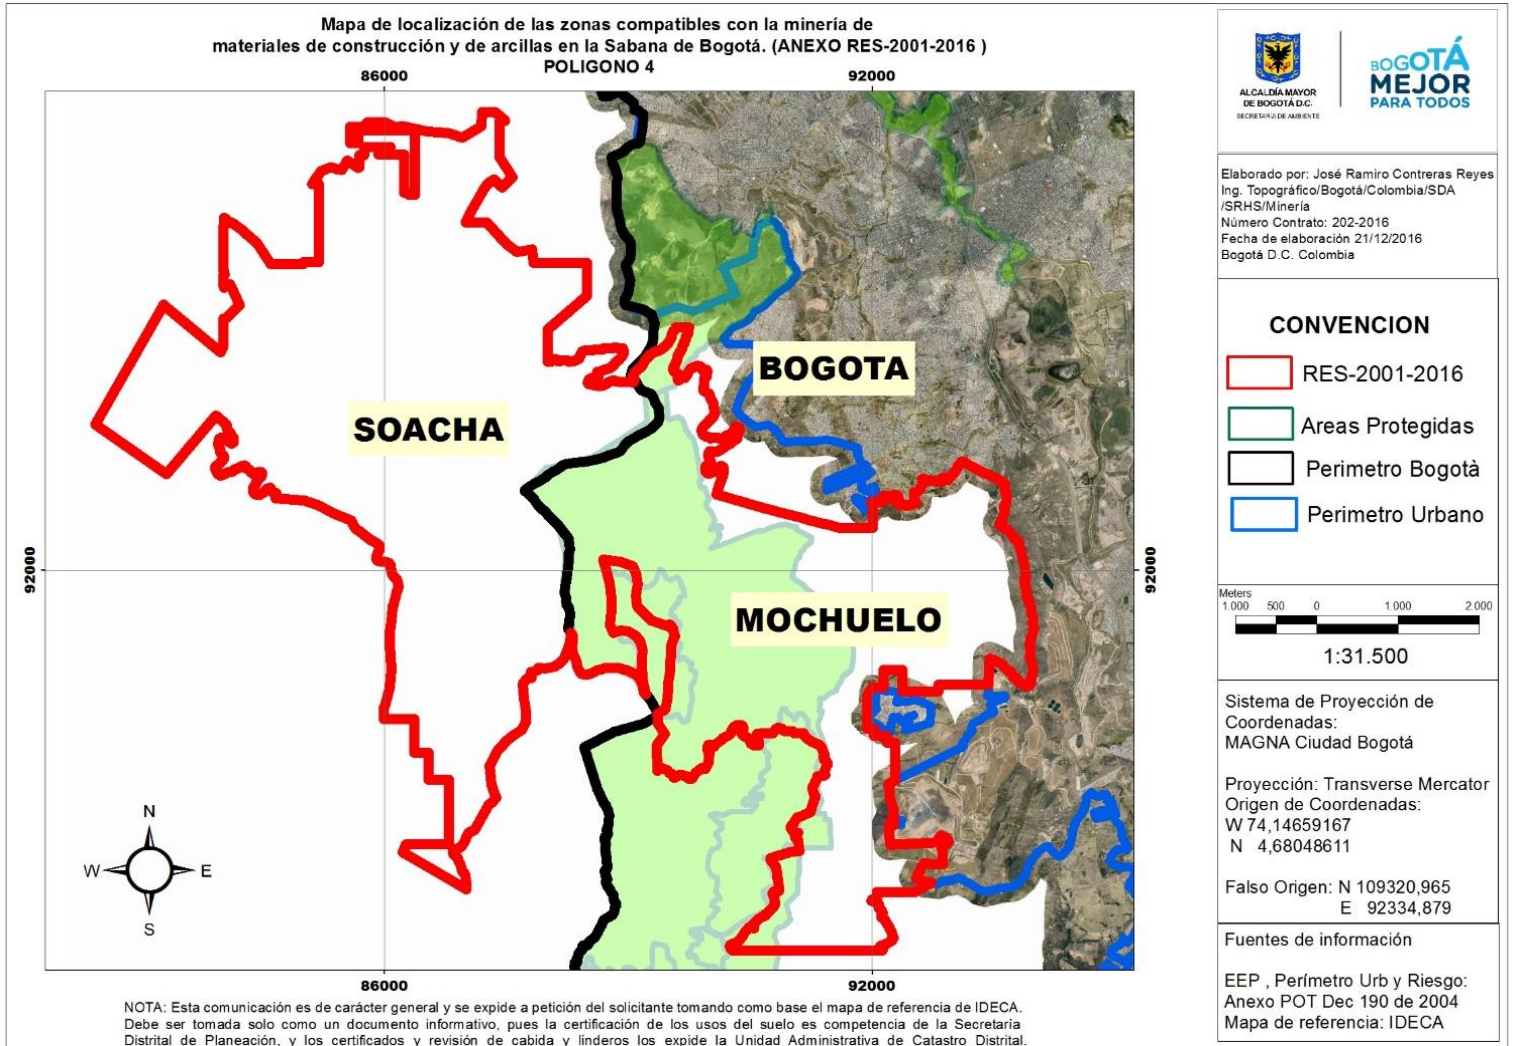 Mapa de localización de las zonas compatibles con la minería de
materiales de construcción y de arcillas en la Sabana de Bogotá. (ANEXO RES-2001-2016 )
POLIGONO 4
86000
92000
92000
92000
SOACHA
BOGOTA
MOCHUELO
N
W
E
S
86000
92000
NOTA: Esta comunicación es de carácter general y se expide a petición del solicitante tomando como base el mapa de referencia de IDECA.
Debe ser tomada solo como un documento informativo, pues la certificación de los usos del suelo es competencia de la Secretaría
Distrital de Planeación, y los certificados y revisión de cabida y linderos los expide la Unidad Administrativa de Catastro Distrital.
ALCALDÍA MAYOR
DE BOGOTÁ D.C.
SECRETARÍA DE AMBIENTE
BOGOTÁ
MEJOR
PARA TODOS
Elaborado por: José Ramiro Contreras Reyes
Ing. Topográfico/Bogotá/Colombia/SDA
/SRHS/Minería
Número Contrato: 202-2016
Fecha de elaboración 21/12/2016
Bogotá D.C. Colombia
CONVENCION
RES-2001-2016
Areas Protegidas
Perimetro Bogotà
Perimetro Urbano
Meters
1.000 500 0 1.000 2.000
1:31.500
Sistema de Proyección de
Coordenadas:
MAGNA Ciudad Bogotá
Proyección: Transverse Mercator
Origen de Coordenadas:
W 74,14659167
N 4,68048611
Falso Origen: N 109320,965
E 92334,879
Fuentes de información
EEP , Perímetro Urb y Riesgo:
Anexo POT Dec 190 de 2004
Mapa de referencia: IDECA